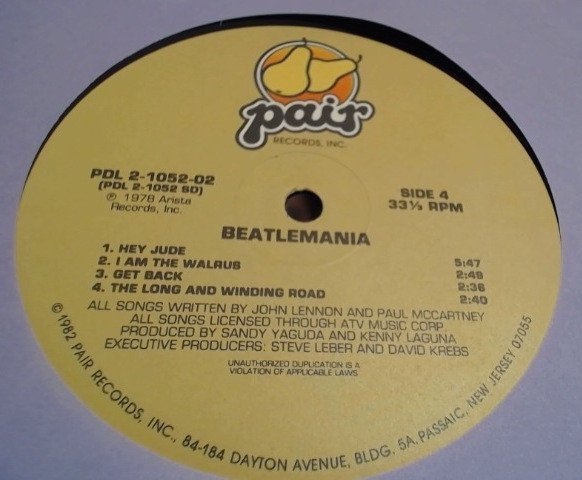 pair
RECORDS, INC.
PDL 2-1052-02
(PDL 2-1052 SD)
℗ 1978 Arista
Records, Inc.
SIDE 4
33⅓ RPM
BEATLEMANIA
1. HEY JUDE 5:47
2. I AM THE WALRUS 2:49
3. GET BACK 2:36
4. THE LONG AND WINDING ROAD 2:40
ALL SONGS WRITTEN BY JOHN LENNON AND PAUL MCCARTNEY
ALL SONGS LICENSED THROUGH ATV MUSIC CORP
PRODUCED BY SANDY YAGUDA AND KENNY LAGUNA
EXECUTIVE PRODUCERS: STEVE LEBER AND DAVID KREBS
UNAUTHORIZED DUPLICATION IS A
VIOLATION OF APPLICABLE LAWS
© 1982 PAIR RECORDS, INC., 84-184 DAYTON AVENUE, BLDG. 5A, PASSAIC, NEW JERSEY 07055